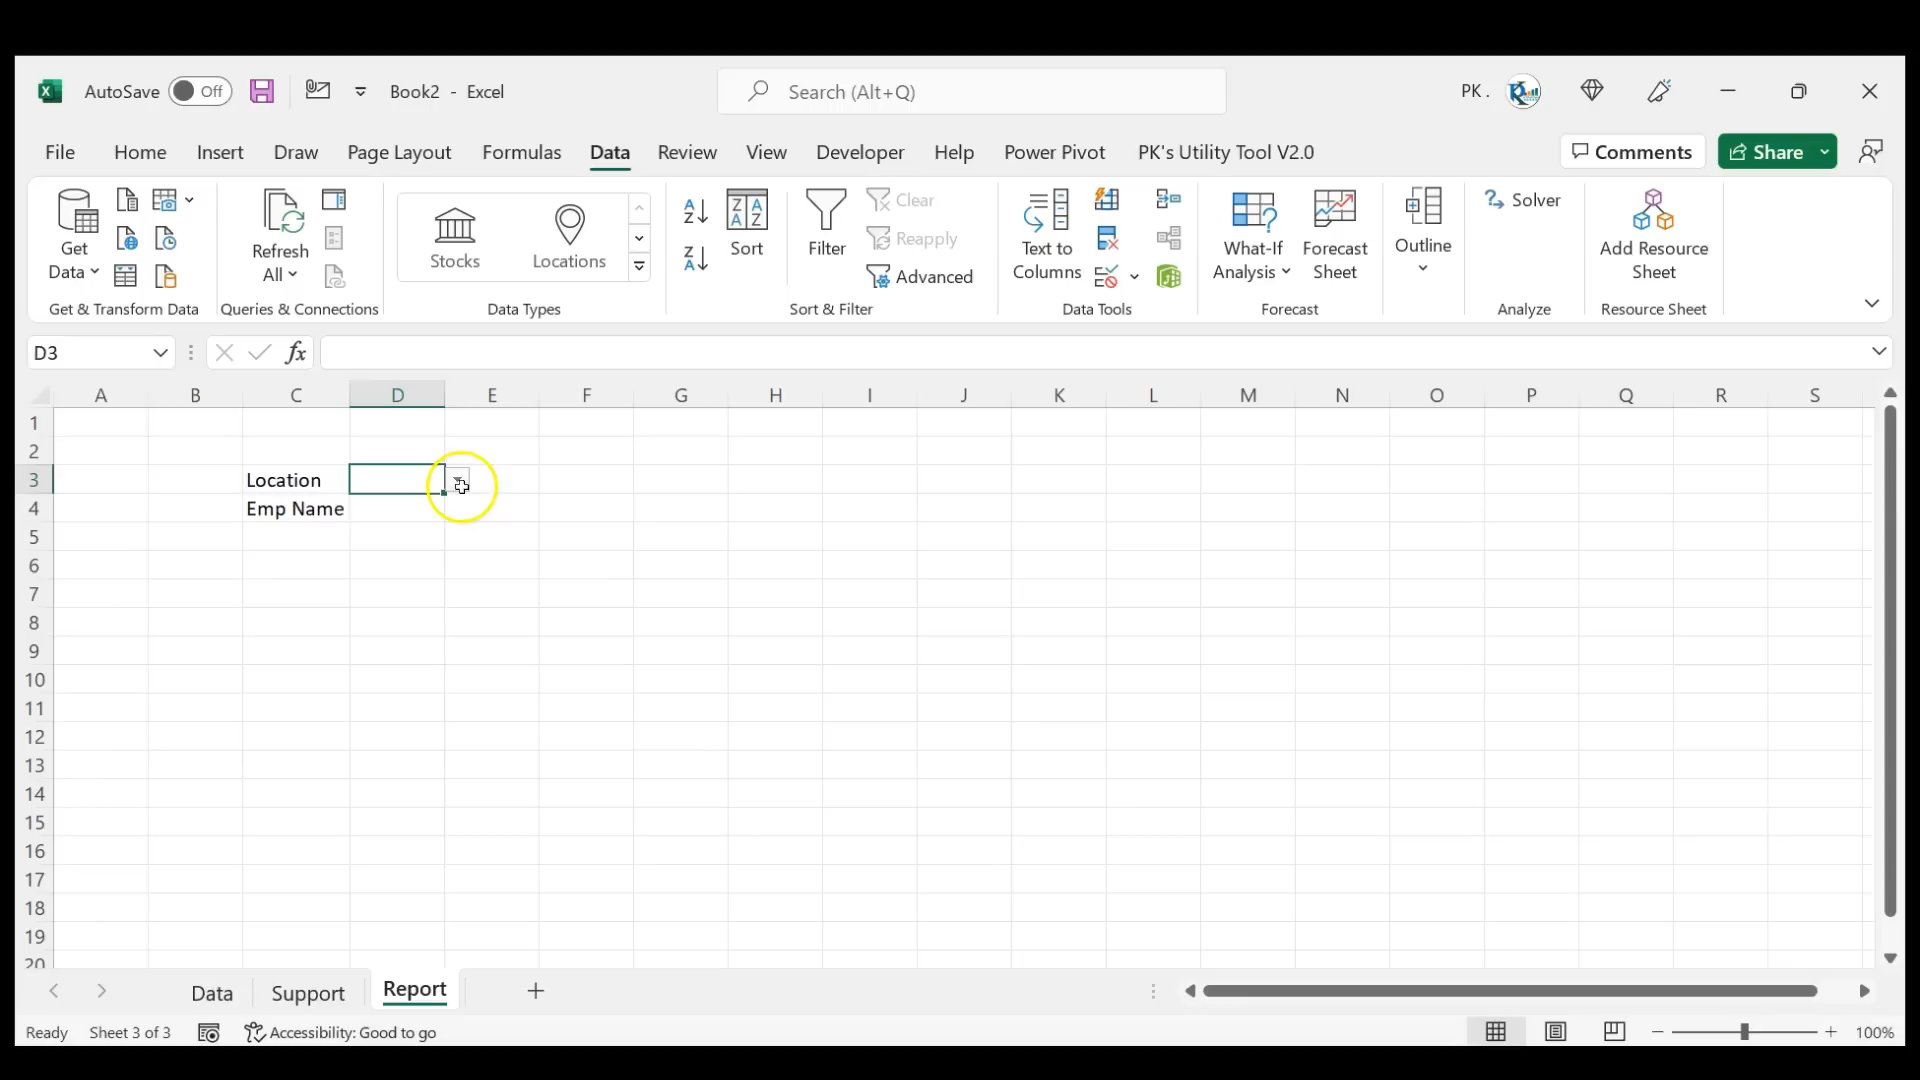 AutoSave Off Book2 - Excel Search (Alt+Q) PK .
File Home Insert Draw Page Layout Formulas Data Review View Developer Help Power Pivot PK's Utility Tool V2.0 Comments Share
Get Data
Get & Transform Data
Refresh All
Queries & Connections
Stocks Locations
Data Types
Sort
Filter
Clear
Reapply
Advanced
Sort & Filter
Text to Columns
Data Tools
What-If Analysis
Forecast Sheet
Forecast
Outline
Solver
Analyze
Add Resource Sheet
Resource Sheet
D3 fx
A B C D E F G H I J K L M N O P Q R S
1
2
3 Location
4 Emp Name
5
6
7
8
9
10
11
12
13
14
15
16
17
18
19
20
Data Support Report
Ready Sheet 3 of 3 Accessibility: Good to go 100%